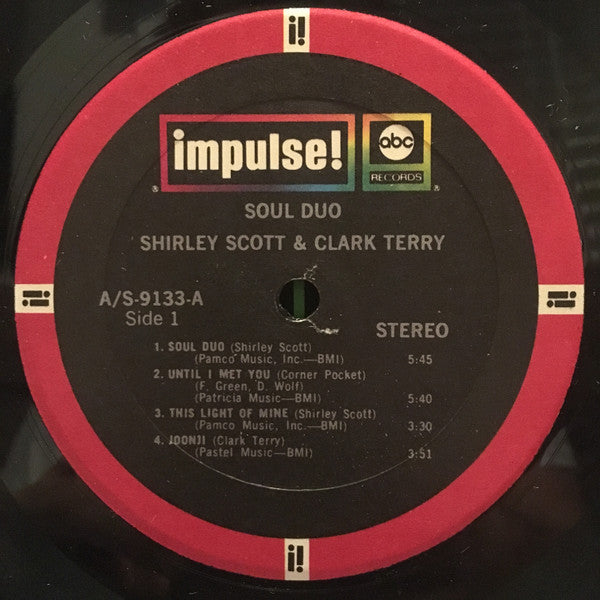 i!
impulse!
abc
RECORDS
®
®
SOUL DUO
SHIRLEY SCOTT & CLARK TERRY
A/S-9133-A
Side 1
STEREO
1. SOUL DUO (Shirley Scott)
(Pamco Music, Inc.—BMI) 5:45
2. UNTIL I MET YOU (Corner Pocket)
(F. Green, D. Wolf)
(Patricia Music—BMI) 5:40
3. THIS LIGHT OF MINE (Shirley Scott)
(Pamco Music, Inc.—BMI) 3:30
4. JOONJI (Clark Terry)
(Pastel Music—BMI) 3:51
i!
i!
i!